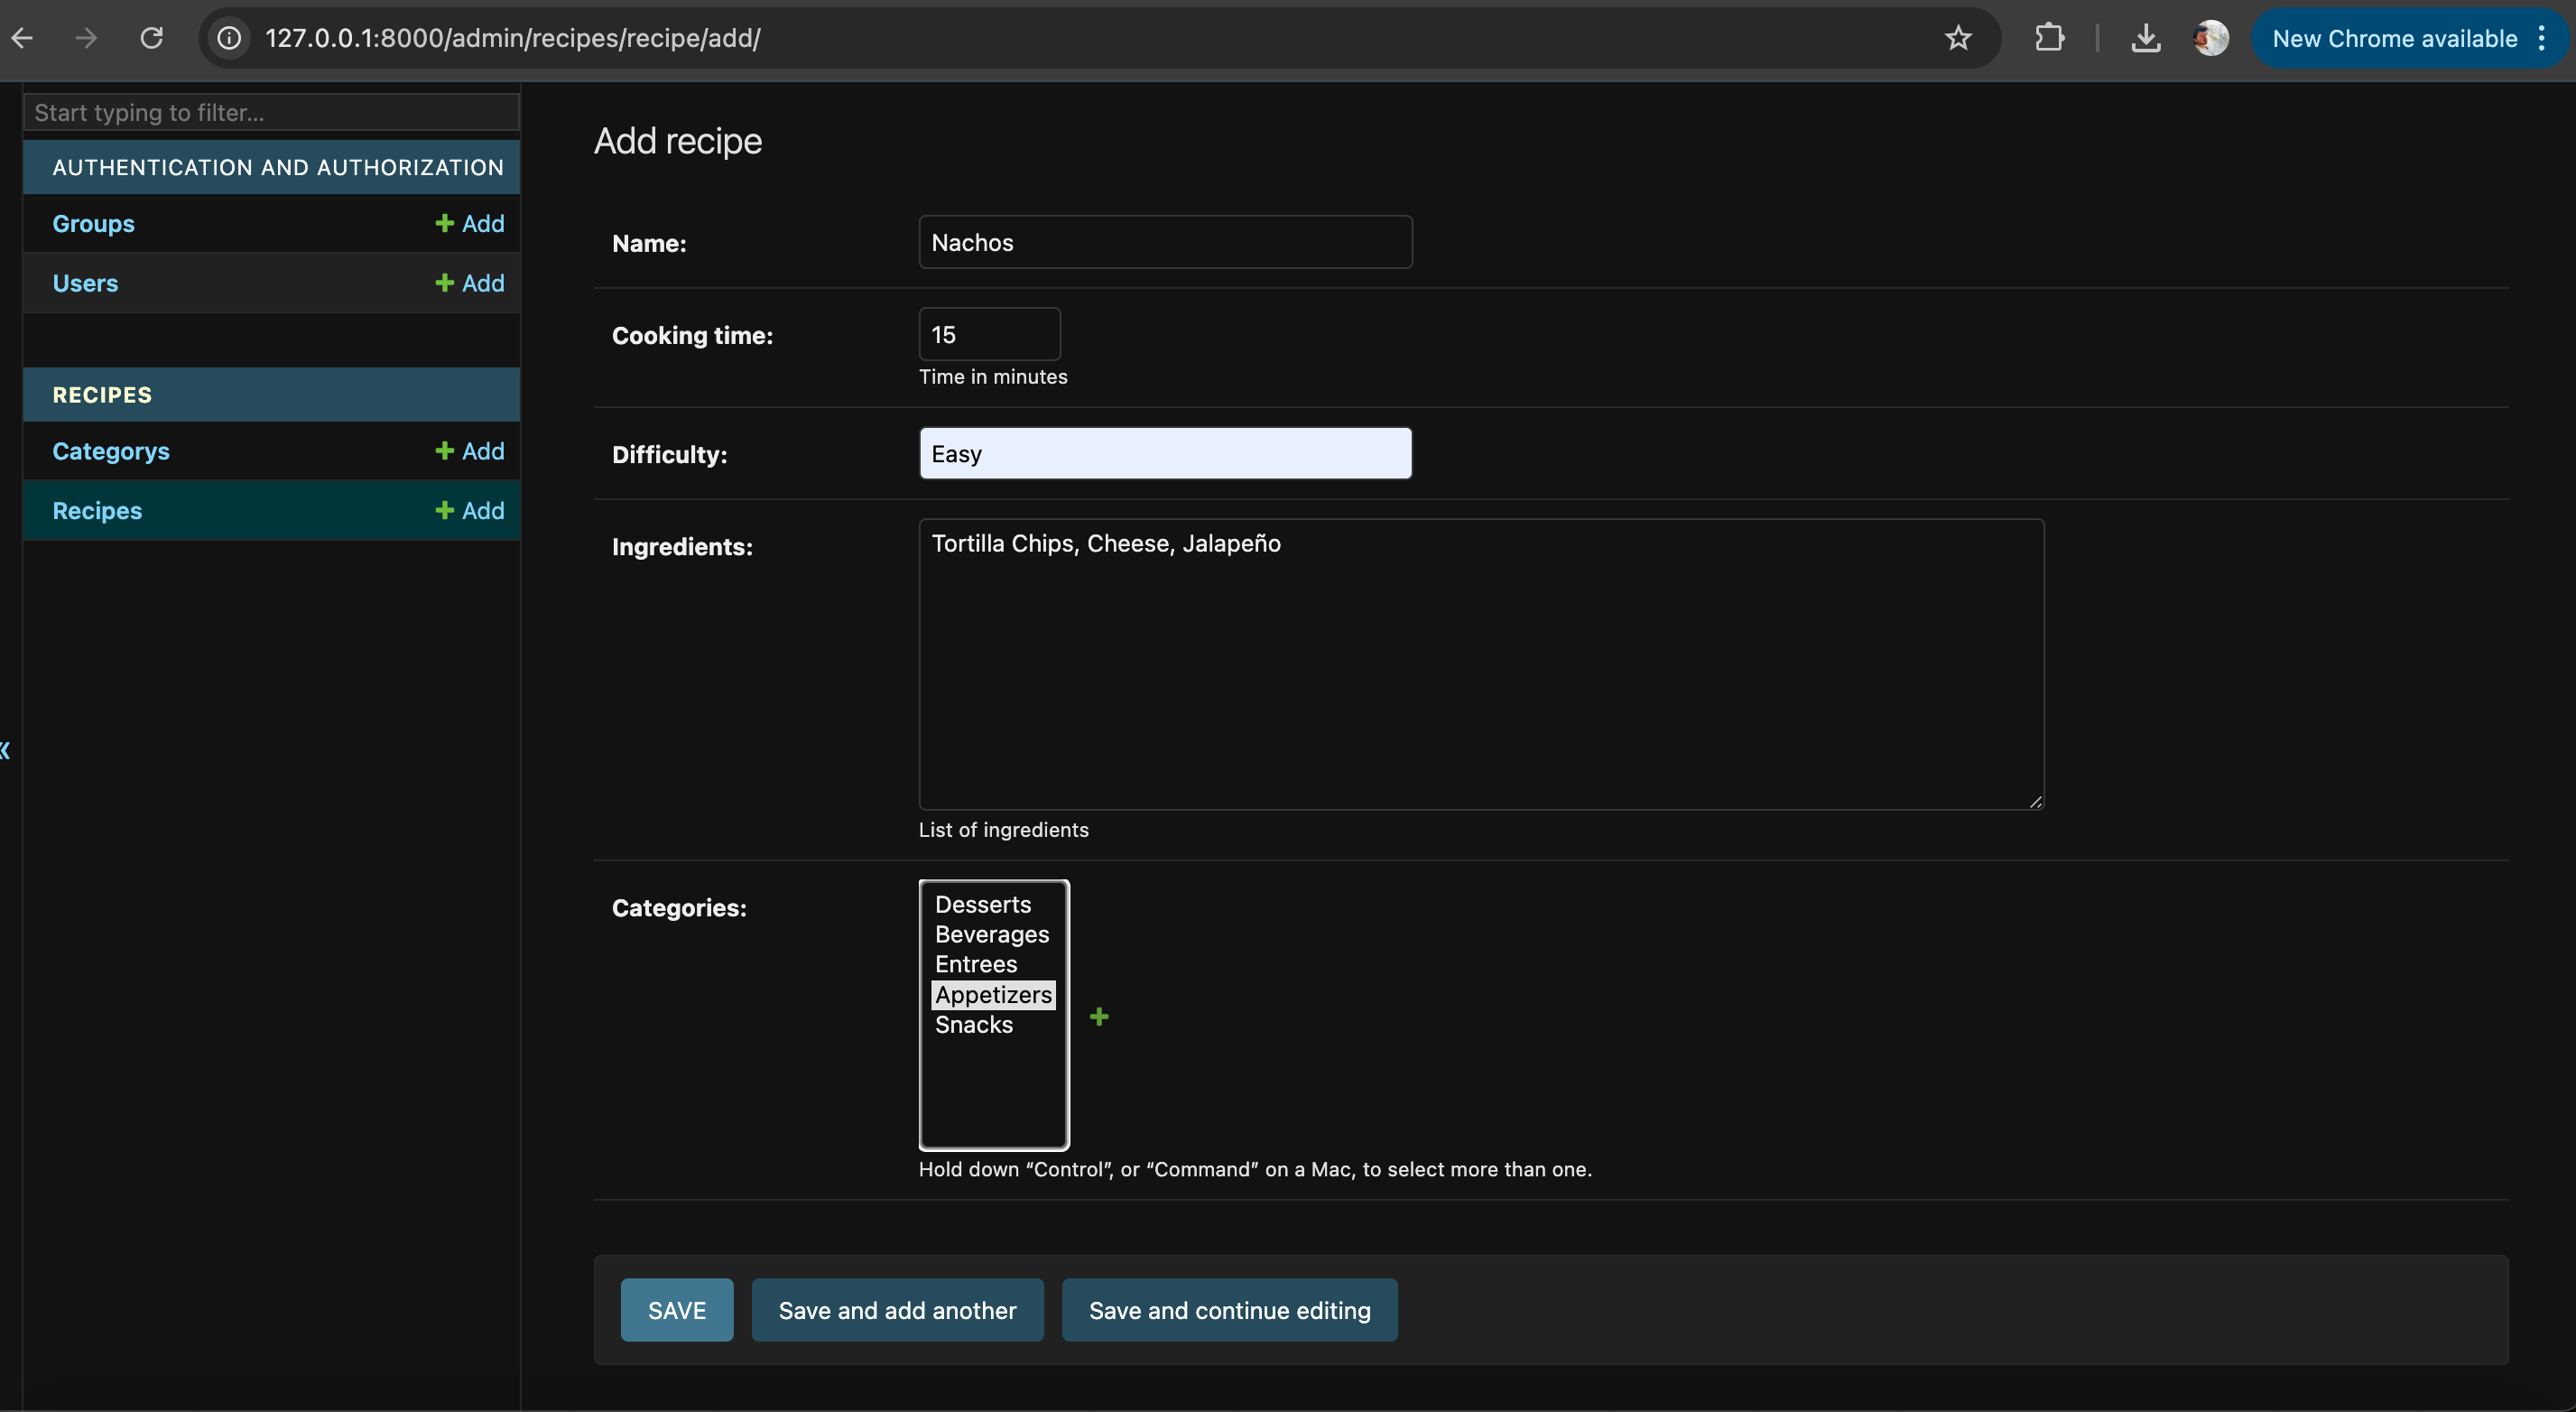 127.0.0.1:8000/admin/recipes/recipe/add/
New Chrome available
Start typing to filter...
AUTHENTICATION AND AUTHORIZATION
Groups + Add
Users + Add
RECIPES
Categorys + Add
Recipes + Add
«
Add recipe
Name: Nachos
Cooking time: 15
Time in minutes
Difficulty: Easy
Ingredients: Tortilla Chips, Cheese, Jalapeño
List of ingredients
Categories:
Desserts
Beverages
Entrees
Appetizers
Snacks
Hold down “Control”, or “Command” on a Mac, to select more than one.
SAVE Save and add another Save and continue editing